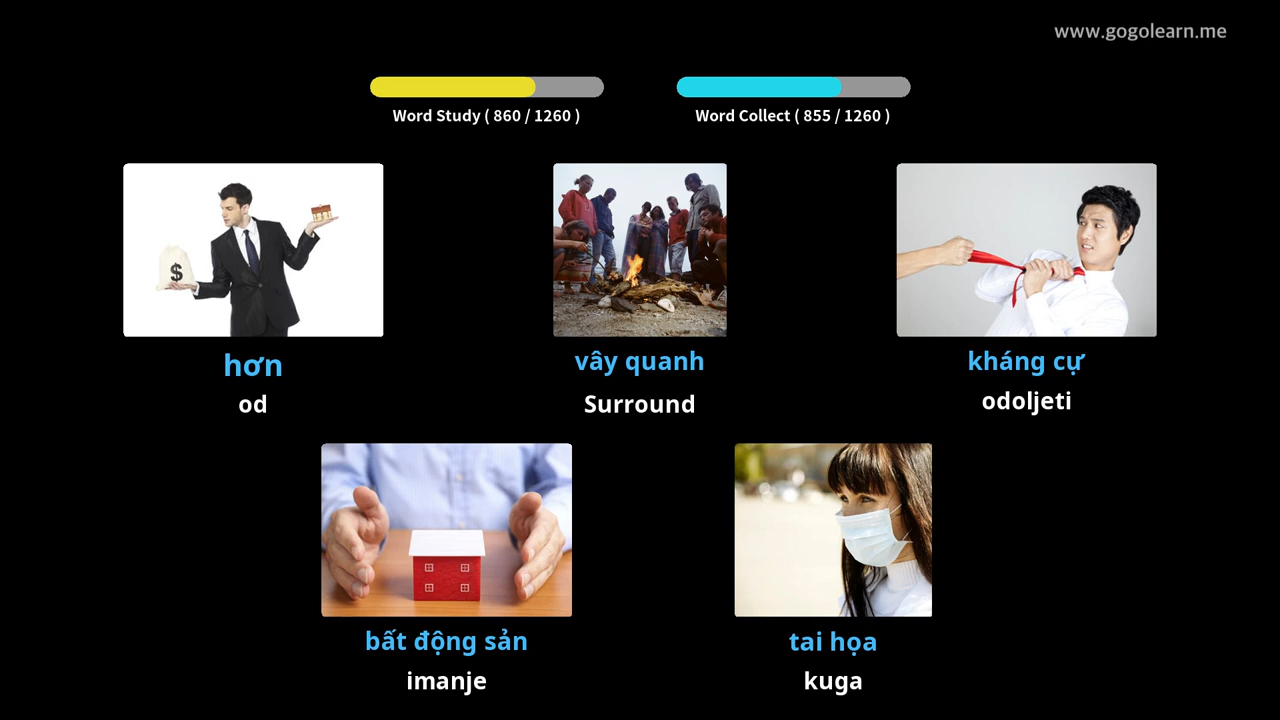 www.gogolearn.me
Word Study ( 860 / 1260 )
Word Collect ( 855 / 1260 )
$
hơn
od
vây quanh
Surround
kháng cự
odoljeti
bất động sản
imanje
tai họa
kuga